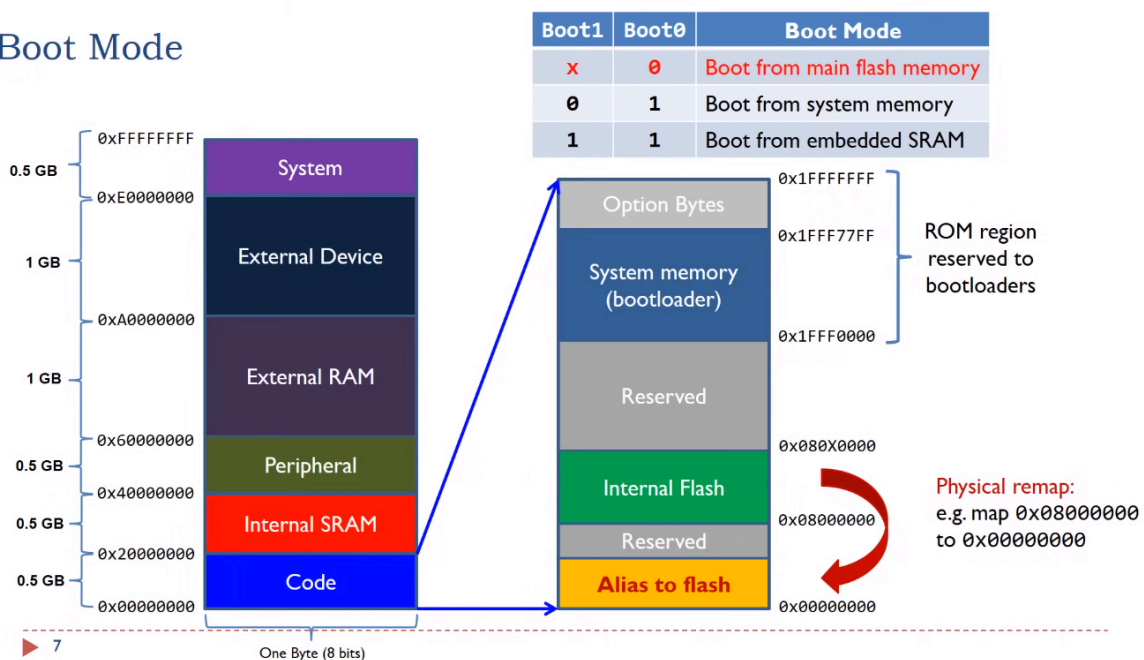 Boot Mode
Boot1 Boot0 Boot Mode
x 0 Boot from main flash memory
0 1 Boot from system memory
1 1 Boot from embedded SRAM
0xFFFFFFFF
0.5 GB
System
0xE0000000
1 GB
External Device
0xA0000000
1 GB
External RAM
0x60000000
0.5 GB
Peripheral
0x40000000
0.5 GB
Internal SRAM
0x20000000
0.5 GB
Code
0x00000000
One Byte (8 bits)
0x1FFFFFFF
Option Bytes
0x1FFF77FF
System memory
(bootloader)
0x1FFF0000
ROM region
reserved to
bootloaders
Reserved
0x080X0000
Internal Flash
0x08000000
Reserved
Alias to flash
0x00000000
Physical remap:
e.g. map 0x08000000
to 0x00000000
7